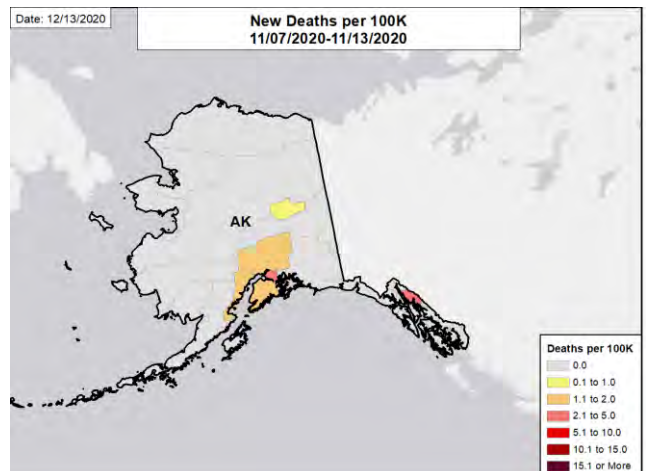 Date: 12/13/2020
New Deaths per 100K
11/07/2020-11/13/2020
AK
Deaths per 100K
0.0
0.1 to 1.0
1.1 to 2.0
2.1 to 5.0
5.1 to 10.0
10.1 to 15.0
15.1 or More